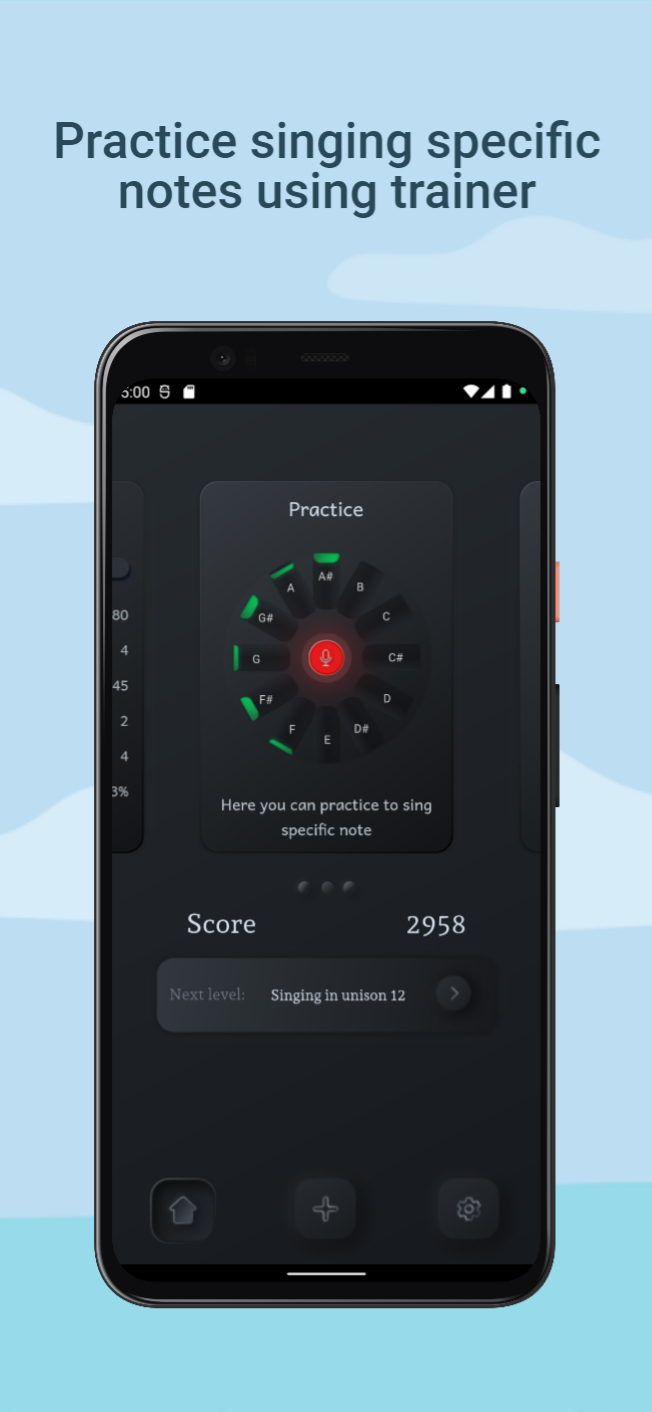 Practice singing specific
notes using trainer
5:00
Practice
A#
A
B
G#
C
G
C#
F#
D
F
D#
E
80
4
45
2
4
3%
Here you can practice to sing
specific note
Score 2958
Next level: Singing in unison 12